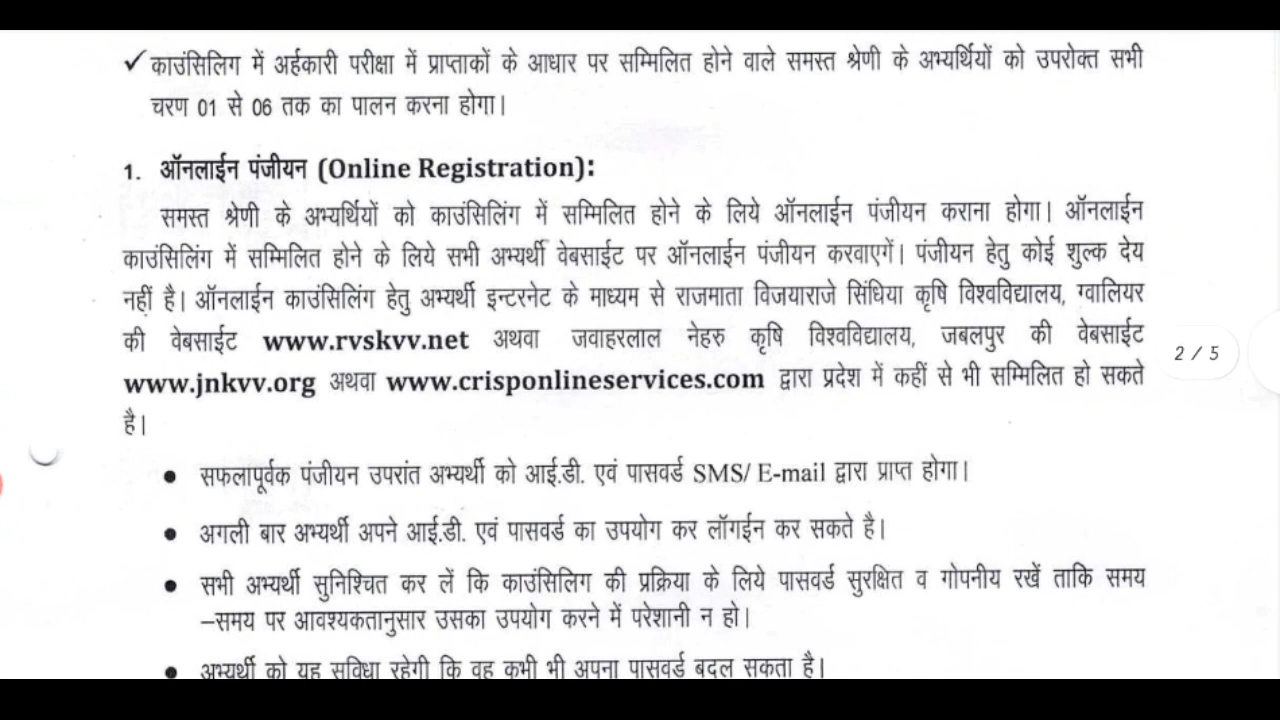 ✓ काउंसिलिग में अर्हकारी परीक्षा में प्राप्ताकों के आधार पर सम्मिलित होने वाले समस्त श्रेणी के अभ्यर्थियों को उपरोक्त सभी
चरण 01 से 06 तक का पालन करना होगा।
1. ऑनलाईन पंजीयन (Online Registration):
समस्त श्रेणी के अभ्यर्थियों को काउंसिलिंग में सम्मिलित होने के लिये ऑनलाईन पंजीयन कराना होगा। ऑनलाईन
काउंसिलिंग में सम्मिलित होने के लिये सभी अभ्यर्थी वेबसाईट पर ऑनलाईन पंजीयन करवाएगें। पंजीयन हेतु कोई शुल्क देय
नहीं है। ऑनलाईन काउंसिलिंग हेतु अभ्यर्थी इन्टरनेट के माध्यम से राजमाता विजयाराजे सिंधिया कृषि विश्वविद्यालय, ग्वालियर
की वेबसाईट www.rvskvv.net अथवा जवाहरलाल नेहरु कृषि विश्वविद्यालय, जबलपुर की वेबसाईट
www.jnkvv.org अथवा www.crisponlineservices.com द्वारा प्रदेश में कहीं से भी सम्मिलित हो सकते
है।
2 / 5
• सफलापूर्वक पंजीयन उपरांत अभ्यर्थी को आई.डी. एवं पासवर्ड SMS/ E-mail द्वारा प्राप्त होगा।
• अगली बार अभ्यर्थी अपने आई.डी. एवं पासवर्ड का उपयोग कर लॉगईन कर सकते है।
• सभी अभ्यर्थी सुनिश्चित कर लें कि काउंसिलिग की प्रक्रिया के लिये पासवर्ड सुरक्षित व गोपनीय रखें ताकि समय
–समय पर आवश्यकतानुसार उसका उपयोग करने में परेशानी न हो।
• अभ्यर्थी को यह सुविधा रहेगी कि वह कभी भी अपना पासवर्ड बदल सकता है।